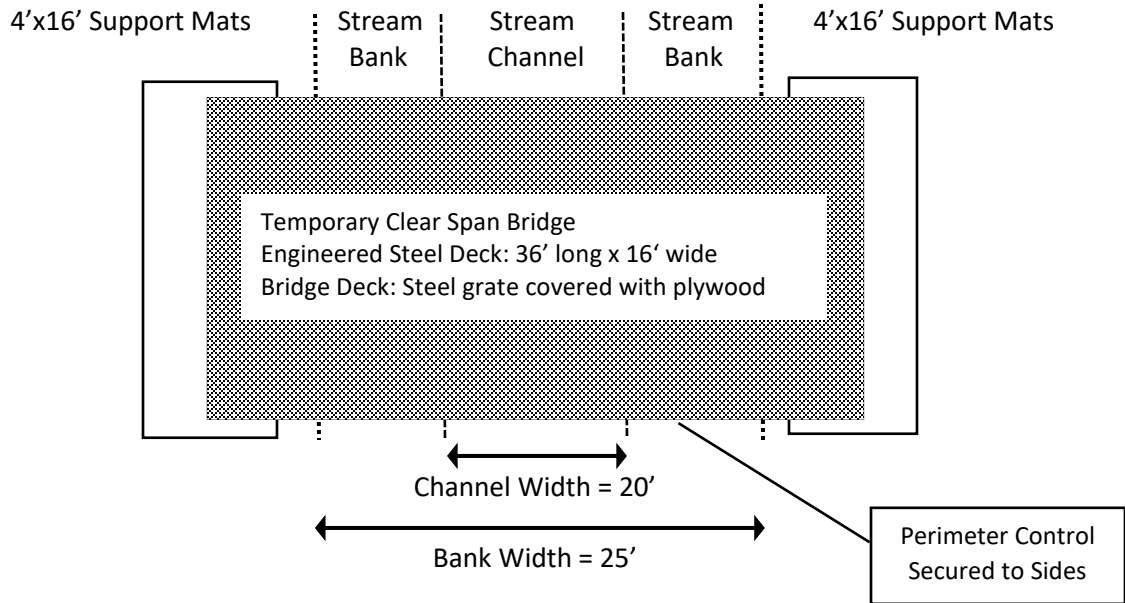 4’x16’ Support Mats
Stream
Bank
Stream
Channel
Stream
Bank
4’x16’ Support Mats
Temporary Clear Span Bridge
Engineered Steel Deck: 36’ long x 16‘ wide
Bridge Deck: Steel grate covered with plywood
Channel Width = 20’
Bank Width = 25’
Perimeter Control
Secured to Sides